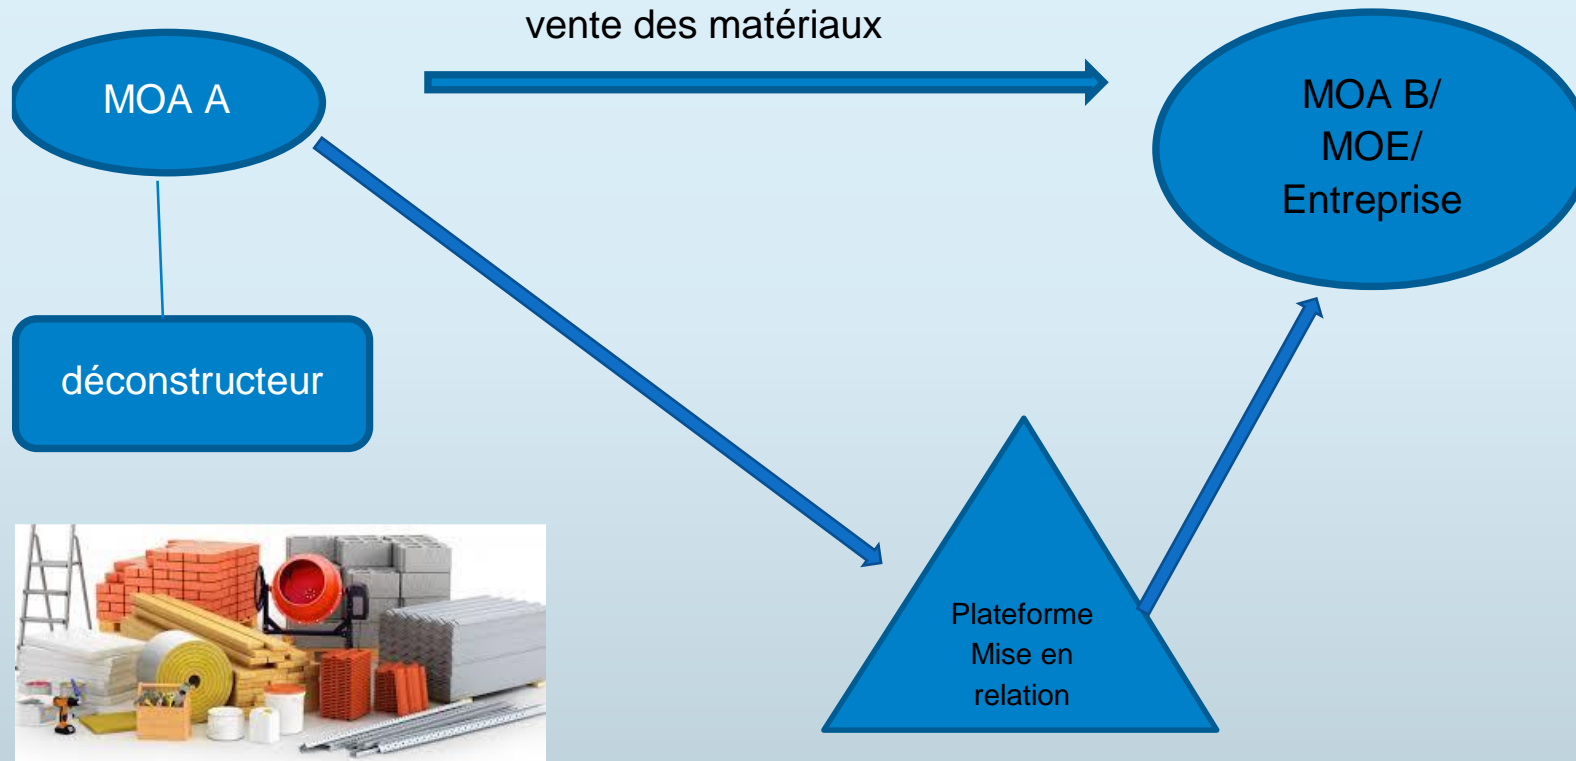 vente des matériaux
MOA A
MOA B/
MOE/
Entreprise
déconstructeur
Plateforme
Mise en
relation